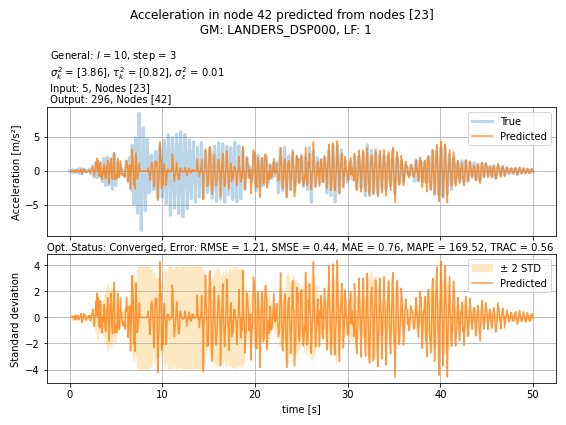 Acceleration in node 42 predicted from nodes [23]
GM: LANDERS_DSP000, LF: 1
General: l = 10, step = 3
σ²ₖ = [3.86], τ²ₖ = [0.82], σ²ε = 0.01
Input: 5, Nodes [23]
Output: 296, Nodes [42]
Acceleration [m/s²]
5
0
−5
True
Predicted
Opt. Status: Converged, Error: RMSE = 1.21, SMSE = 0.44, MAE = 0.76, MAPE = 169.52, TRAC = 0.56
Standard deviation
4
2
0
−2
−4
± 2 STD
Predicted
0 10 20 30 40 50
time [s]